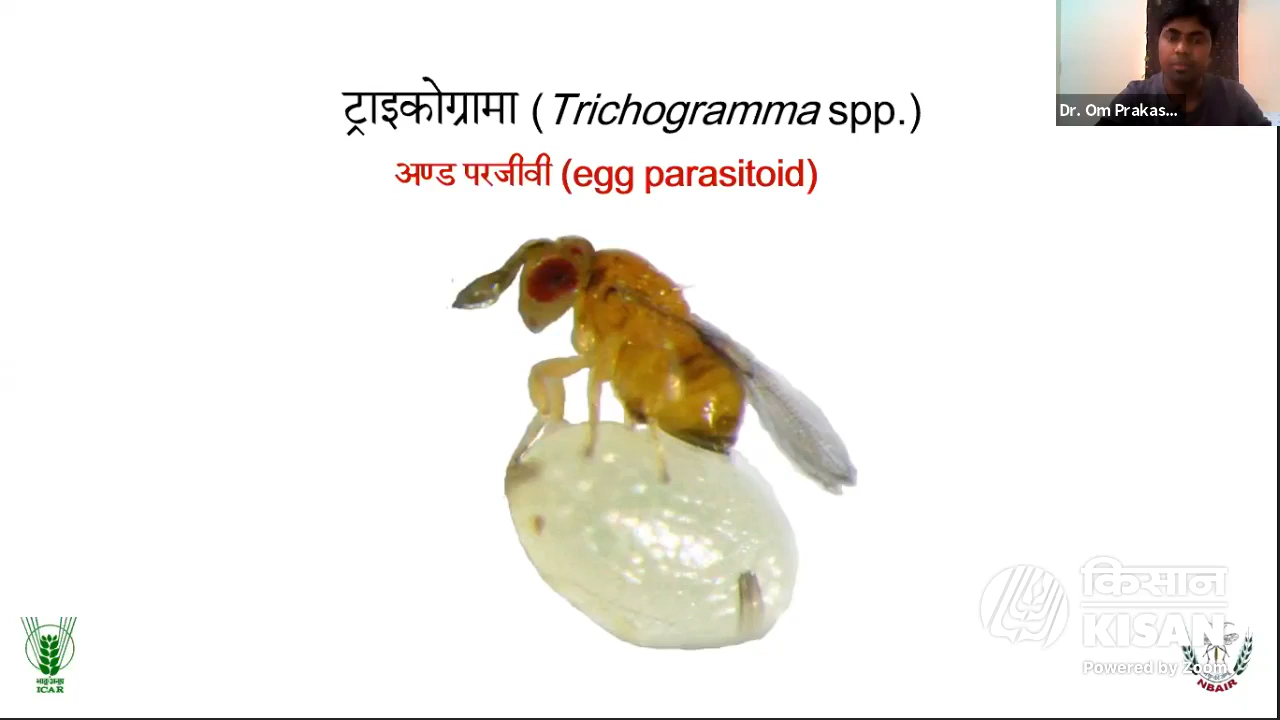 Dr. Om Prakas...
ट्राइकोग्रामा (Trichogramma spp.)
अण्ड परजीवी (egg parasitoid)
किसान
KISAN
Powered by Zoom
ICAR
NBAIR